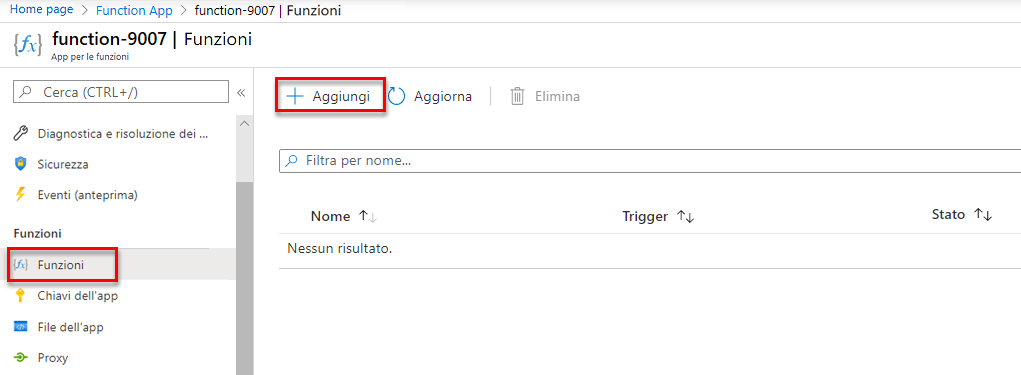 Home page > Function App > function-9007 | Funzioni
{fx} function-9007 | Funzioni
App per le funzioni
Cerca (CTRL+/) «
+ Aggiungi Aggiorna Elimina
Diagnostica e risoluzione dei ...
Sicurezza
Eventi (anteprima)
Filtra per nome...
Nome ↑↓ Trigger ↑↓ Stato ↑↓
Nessun risultato.
Funzioni
{fx} Funzioni
Chiavi dell'app
File dell'app
Proxy